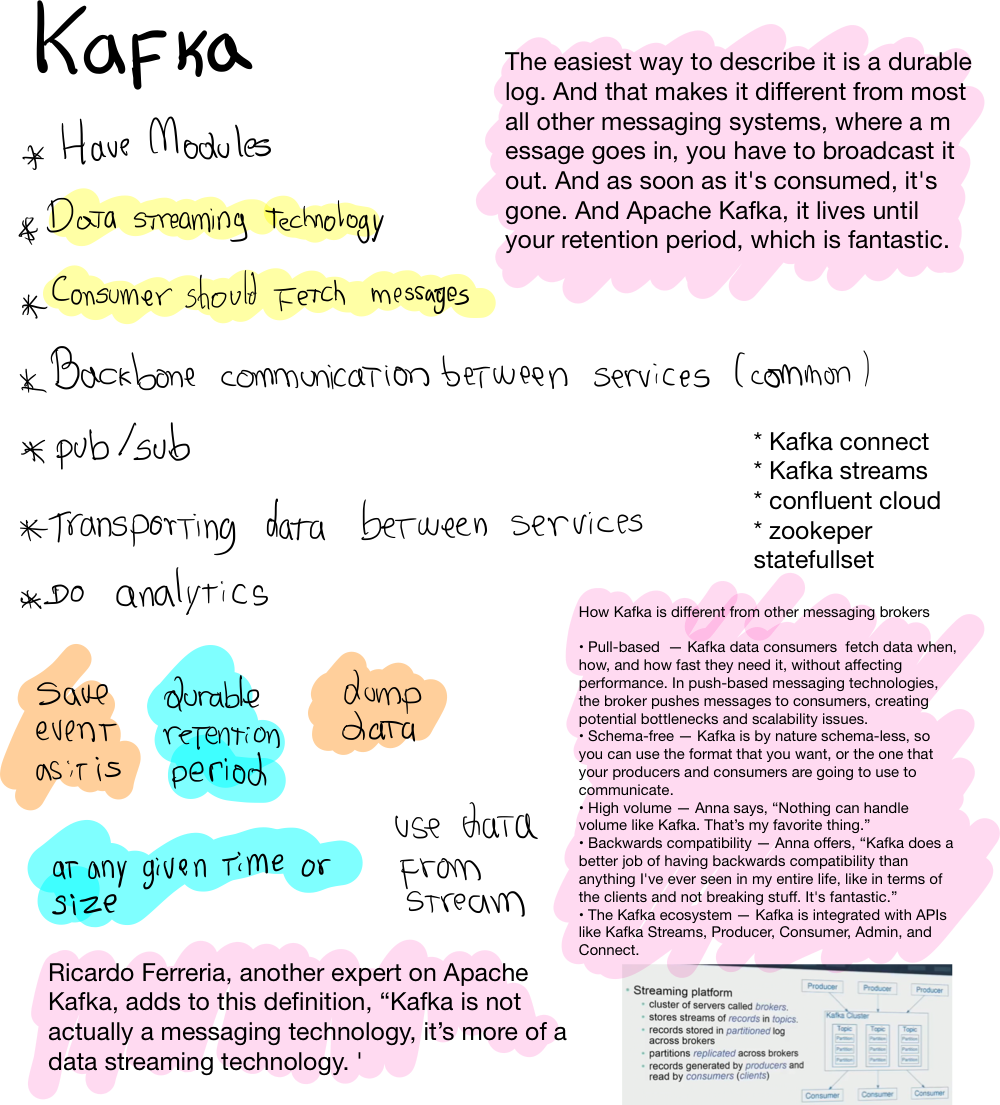 Kafka
* Have Modules
* Data streaming technology
* Consumer should Fetch messages
* Backbone communication between services (common)
* pub/sub
* Transporting data between services
* Do analytics
The easiest way to describe it is a durable
log. And that makes it different from most
all other messaging systems, where a m
essage goes in, you have to broadcast it
out. And as soon as it's consumed, it's
gone. And Apache Kafka, it lives until
your retention period, which is fantastic.
* Kafka connect
* Kafka streams
* confluent cloud
* zookeper
statefullset
save
event
as it is
durable
retention
period
dump
data
at any given time or
size
use data
From
stream
How Kafka is different from other messaging brokers
• Pull-based — Kafka data consumers fetch data when,
how, and how fast they need it, without affecting
performance. In push-based messaging technologies,
the broker pushes messages to consumers, creating
potential bottlenecks and scalability issues.
• Schema-free — Kafka is by nature schema-less, so
you can use the format that you want, or the one that
your producers and consumers are going to use to
communicate.
• High volume — Anna says, “Nothing can handle
volume like Kafka. That’s my favorite thing.”
• Backwards compatibility — Anna offers, “Kafka does a
better job of having backwards compatibility than
anything I've ever seen in my entire life, like in terms of
the clients and not breaking stuff. It's fantastic.”
• The Kafka ecosystem — Kafka is integrated with APIs
like Kafka Streams, Producer, Consumer, Admin, and
Connect.
Ricardo Ferreria, another expert on Apache
Kafka, adds to this definition, “Kafka is not
actually a messaging technology, it’s more of a
data streaming technology. '
• Streaming platform
• cluster of servers called brokers.
• stores streams of records in topics.
• records stored in partitioned log
across brokers
• partitions replicated across brokers
• records generated by producers and
read by consumers (clients)
Producer Producer Producer
Kafka Cluster
Topic Topic Topic
Partition Partition Partition
Partition Partition Partition
Partition Partition Partition
Consumer Consumer Consumer